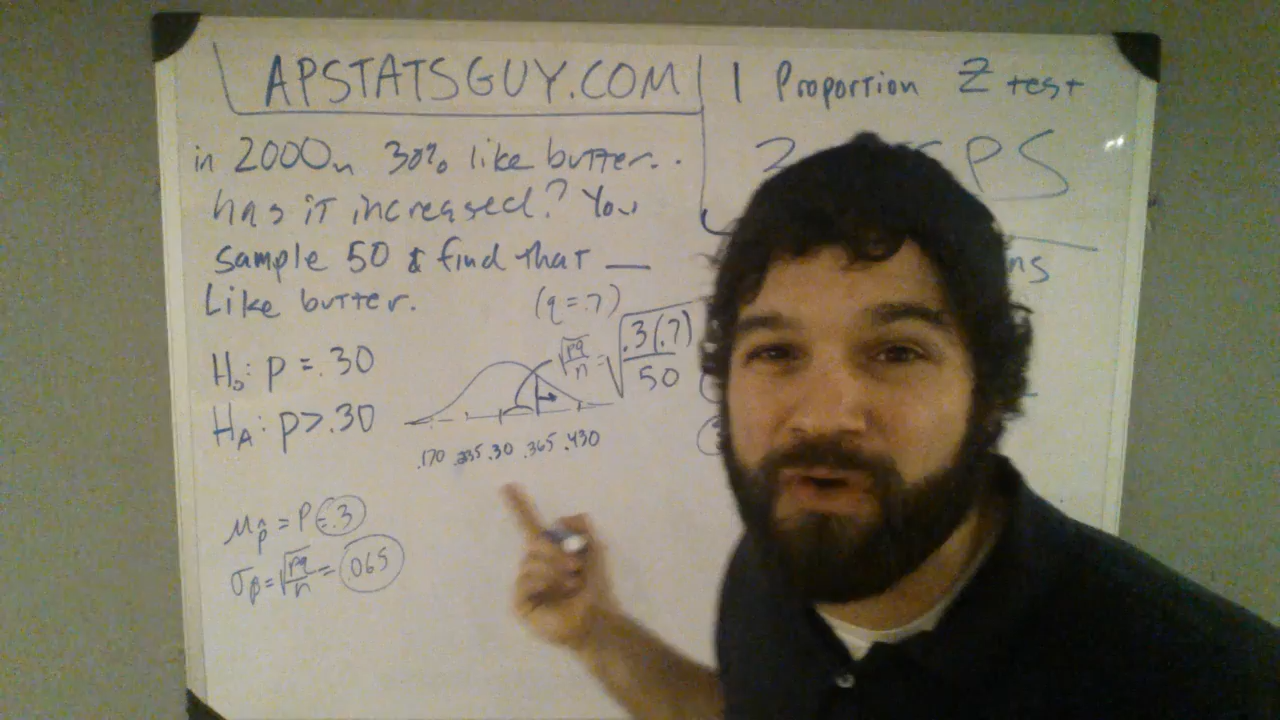 APSTATSGUY.COM
1 Proportion Z test
in 2000, 30% like butter..
has it increased? You
sample 50 & find that __
Like butter.
(q=.7)
H₀: p = .30
HA: p>.30
√pq/n = √.3(.7)/50
.170 .235 .30 .365 .430
μp̂ = P = .3
σp̂ = √pq/n = .065